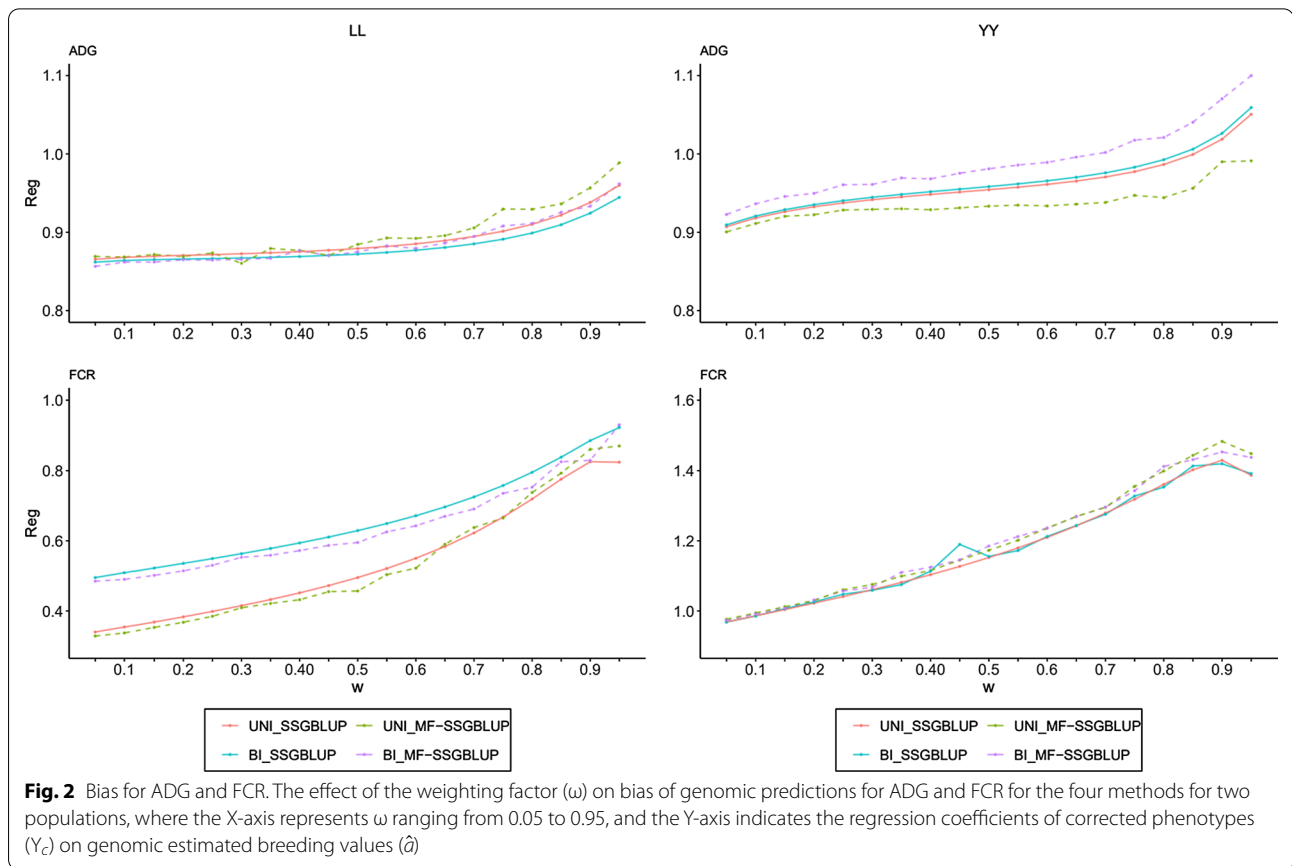 LL
YY
ADG
ADG
1.1
1.0
0.9
0.8
Reg
0.1 0.2 0.3 0.40 0.5 0.6 0.7 0.8 0.9
1.1
1.0
0.9
0.8
0.1 0.2 0.3 0.40 0.5 0.6 0.7 0.8 0.9
FCR
FCR
1.0
0.8
0.6
0.4
Reg
0.1 0.2 0.3 0.40 0.5 0.6 0.7 0.8 0.9
w
1.6
1.4
1.2
1.0
0.1 0.2 0.3 0.40 0.5 0.6 0.7 0.8 0.9
w
UNI_SSGBLUP UNI_MF-SSGBLUP
BI_SSGBLUP BI_MF-SSGBLUP
UNI_SSGBLUP UNI_MF-SSGBLUP
BI_SSGBLUP BI_MF-SSGBLUP
Fig. 2 Bias for ADG and FCR. The effect of the weighting factor (ω) on bias of genomic predictions for ADG and FCR for the four methods for two
populations, where the X-axis represents ω ranging from 0.05 to 0.95, and the Y-axis indicates the regression coefficients of corrected phenotypes
(Yc) on genomic estimated breeding values (â)